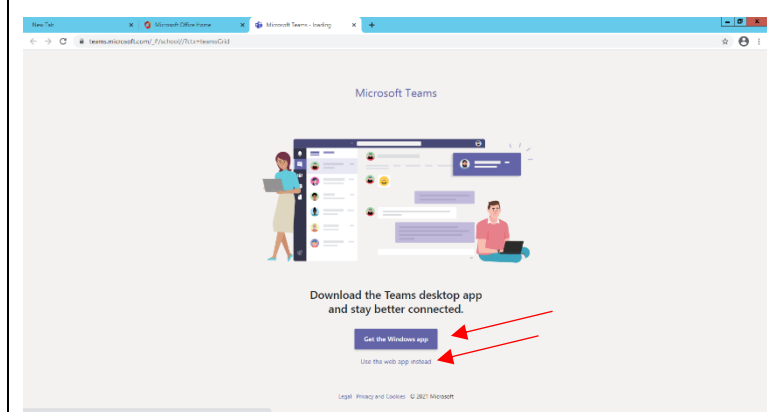 New Tab
Microsoft Office Home
Microsoft Teams - loading
teams.microsoft.com/_#/school//?ctx=teamsGrid
Microsoft Teams
Download the Teams desktop app
and stay better connected.
Get the Windows app
Use the web app instead
Legal Privacy and Cookies © 2021 Microsoft